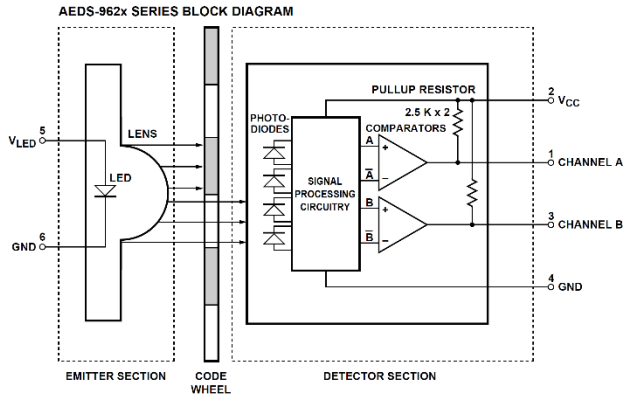 AEDS-962x SERIES BLOCK DIAGRAM
2
VCC
PULLUP RESISTOR
2.5 K x 2
PHOTO-
DIODES
COMPARATORS
5
VLED
LENS
A
+
1
CHANNEL A
LED
SIGNAL
PROCESSING
CIRCUITRY
A̅
–
B
+
3
CHANNEL B
6
GND
B̅
–
4
GND
EMITTER SECTION
CODE
WHEEL
DETECTOR SECTION